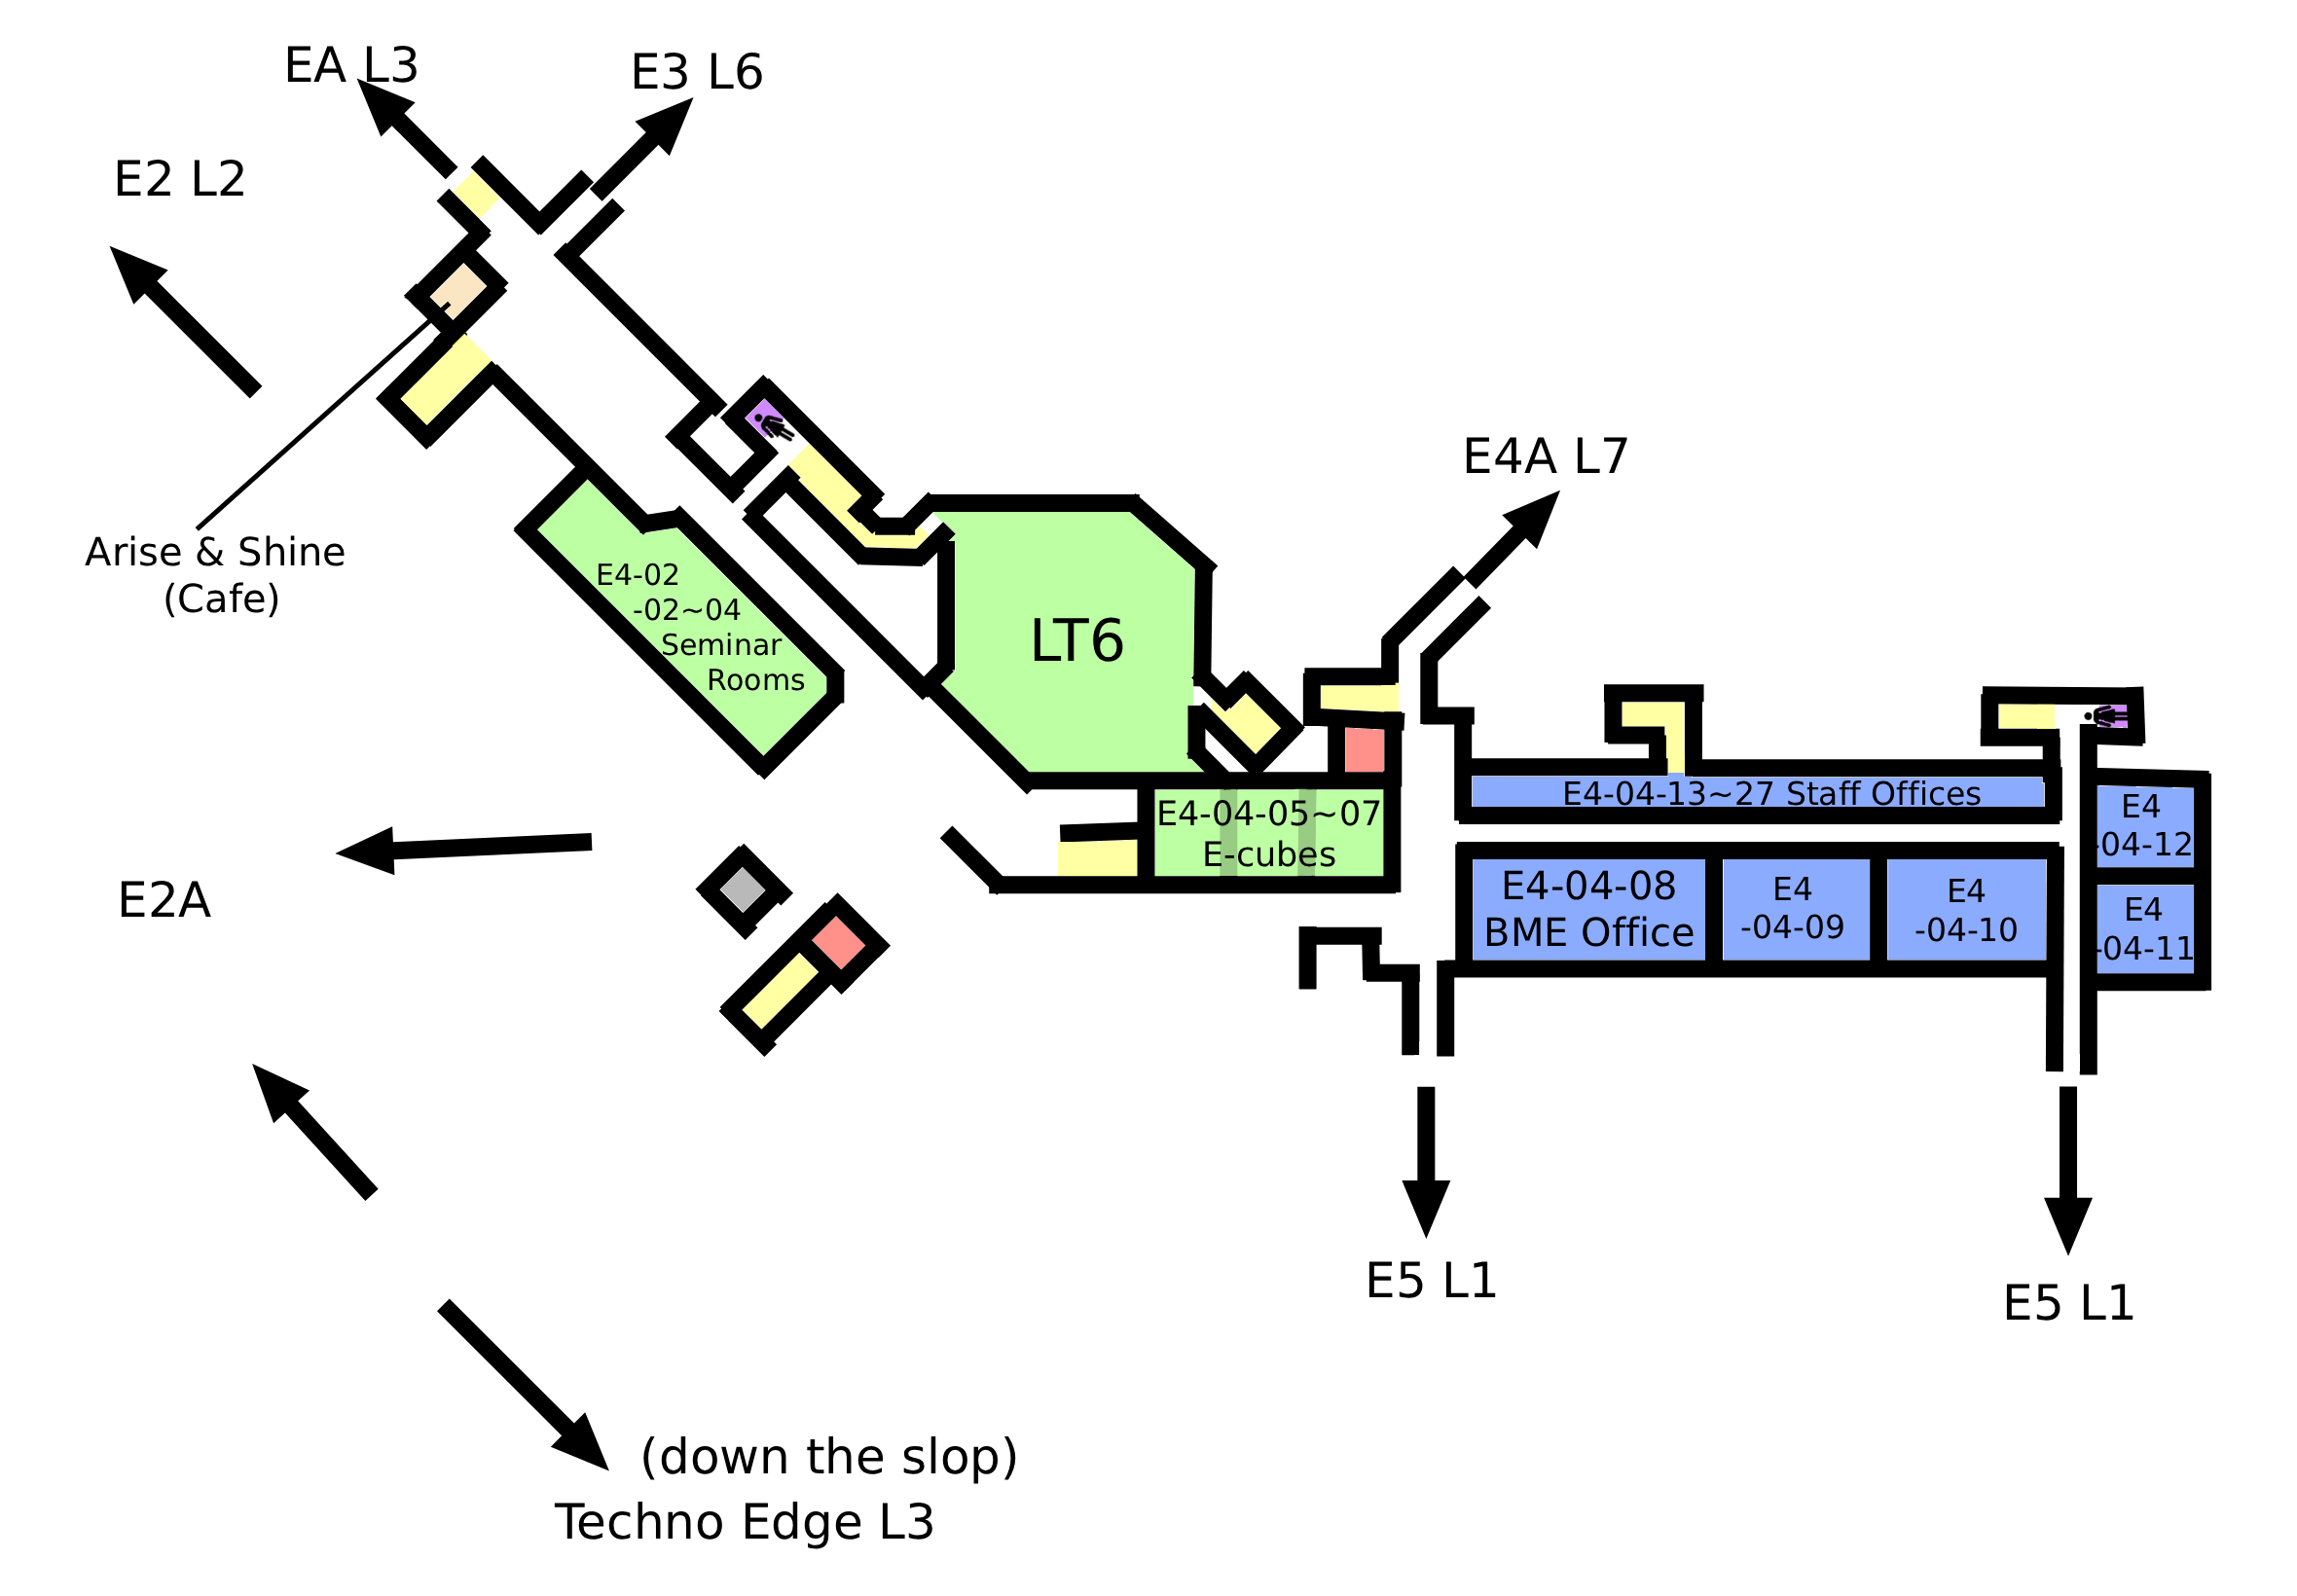 EA L3
E3 L6
E2 L2
Arise & Shine
(Cafe)
E4-02
-02~04
Seminar
Rooms
LT6
E4A L7
E4-04-13~27 Staff Offices
E4-04-05~07
E-cubes
E4
-04-12
E4-04-08
BME Office
E4
-04-09
E4
-04-10
E4
-04-11
E2A
E5 L1
E5 L1
(down the slop)
Techno Edge L3